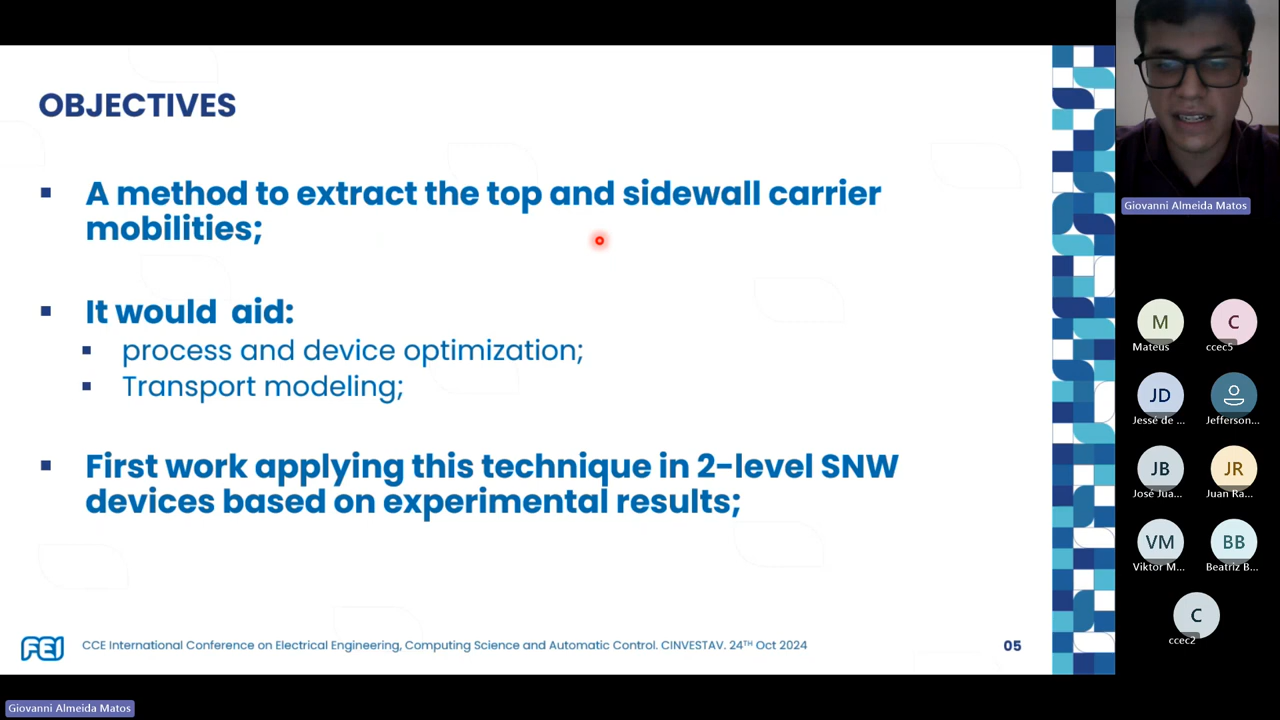 OBJECTIVES
A method to extract the top and sidewall carrier
mobilities;
It would aid:
process and device optimization;
Transport modeling;
First work applying this technique in 2-level SNW
devices based on experimental results;
FEI
CCE International Conference on Electrical Engineering, Computing Science and Automatic Control. CINVESTAV. 24TH Oct 2024
05
Giovanni Almeida Matos
Giovanni Almeida Matos
M
C
Mateus
ccec5
JD
Jessé de ...
Jefferson...
JB
JR
José Jua...
Juan Ra...
VM
BB
Viktor M...
Beatriz B...
C
ccec2